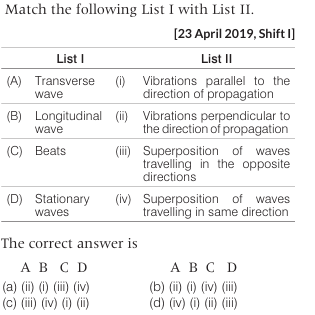 Match the following List I with List II.
[23 April 2019, Shift I]
List I List II
(A) Transverse (i) Vibrations parallel to the
wave direction of propagation
(B) Longitudinal (ii) Vibrations perpendicular to
wave the direction of propagation
(C) Beats (iii) Superposition of waves
travelling in the opposite
directions
(D) Stationary (iv) Superposition of waves
waves travelling in same direction
The correct answer is
A B C D A B C D
(a) (ii) (i) (iii) (iv) (b) (ii) (i) (iv) (iii)
(c) (iii) (iv) (i) (ii) (d) (iv) (i) (ii) (iii)